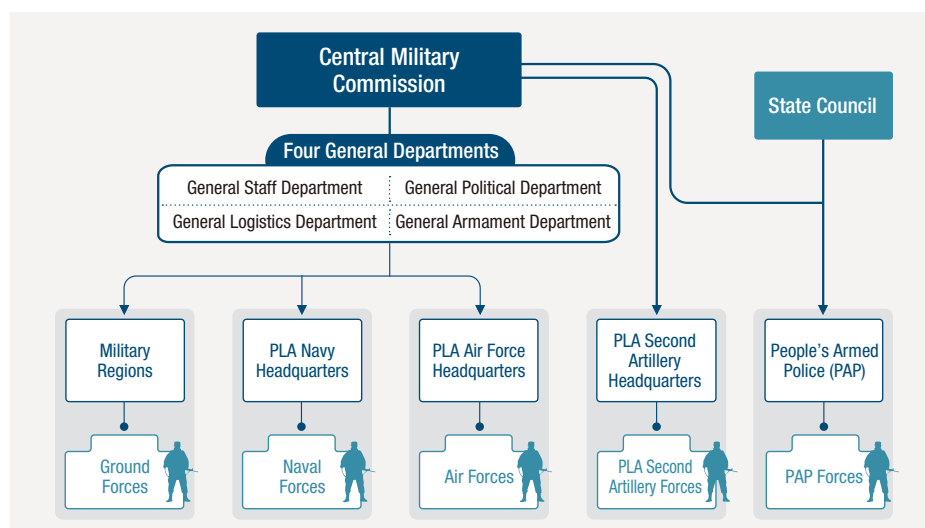 Central Military
Commission
State Council
Four General Departments
General Staff Department
General Political Department
General Logistics Department
General Armament Department
Military
Regions
PLA Navy
Headquarters
PLA Air Force
Headquarters
PLA Second
Artillery
Headquarters
People's Armed
Police (PAP)
Ground
Forces
Naval
Forces
Air Forces
PLA Second
Artillery Forces
PAP Forces